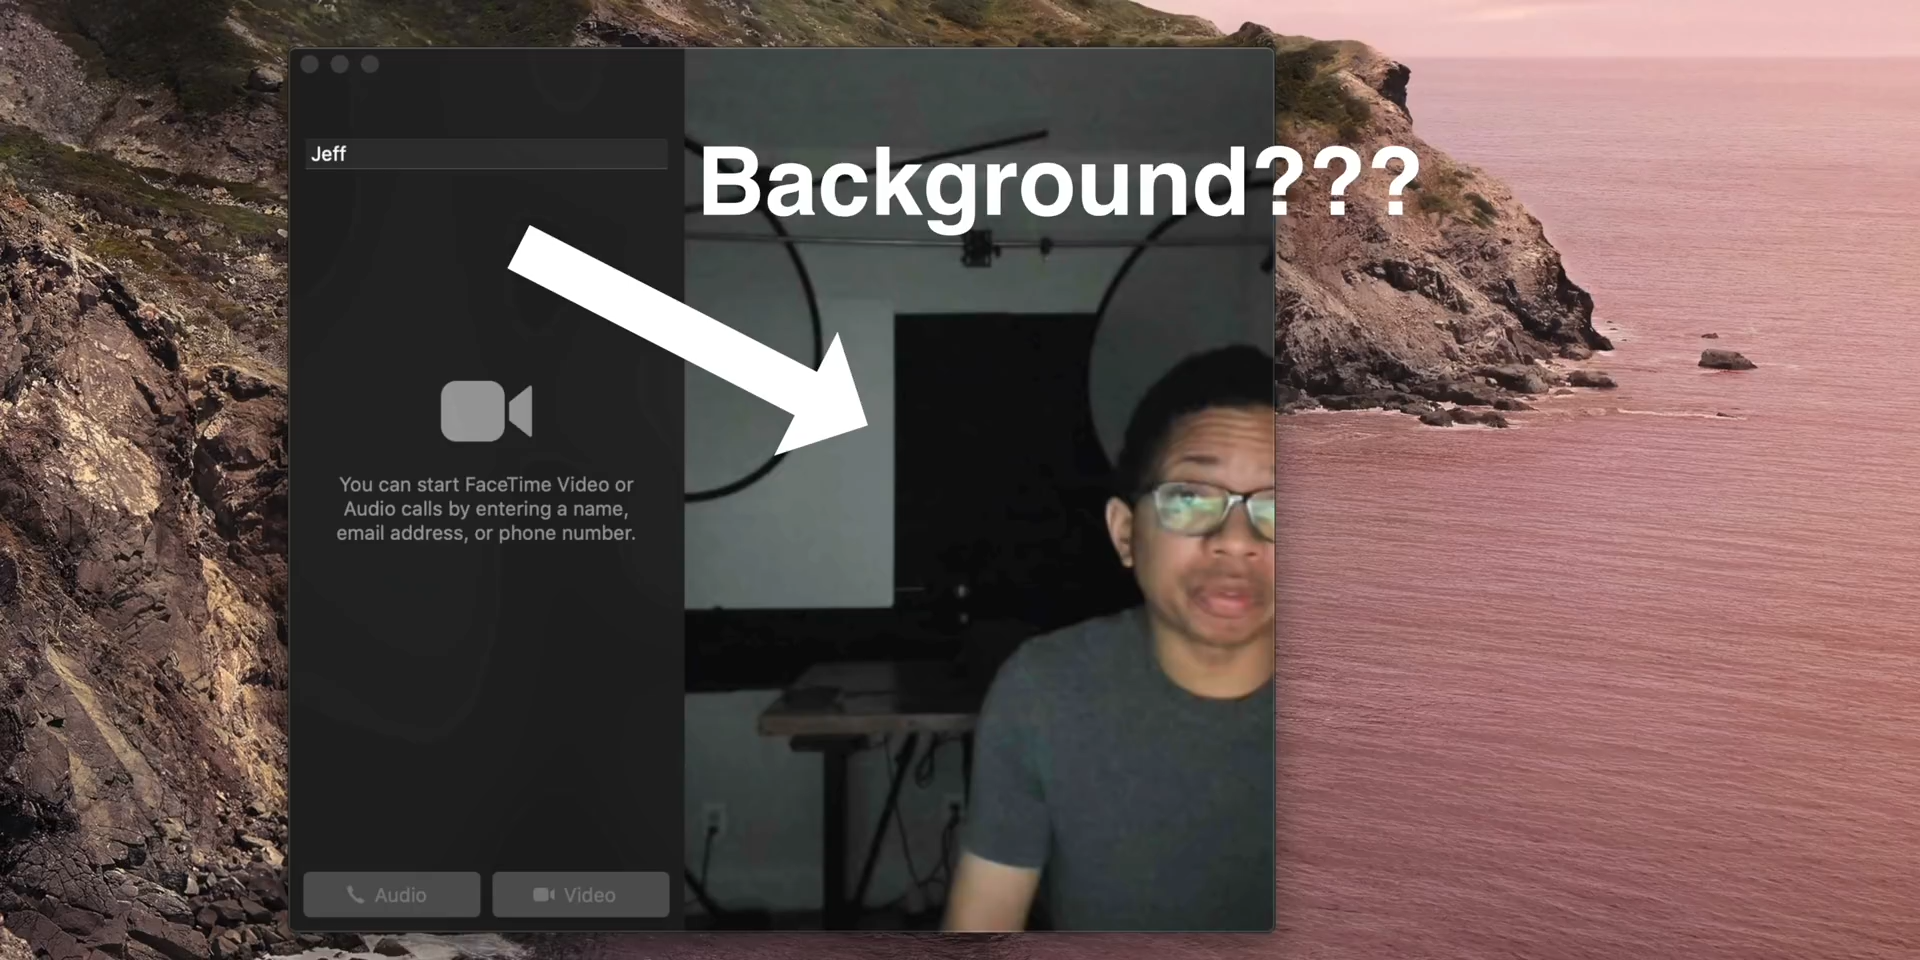 Jeff
Background???
You can start FaceTime Video or
Audio calls by entering a name,
email address, or phone number.
Audio
Video